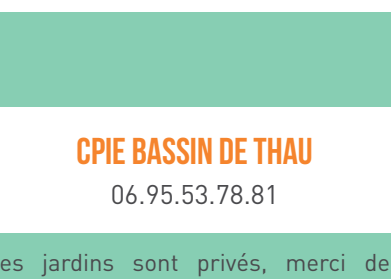 CPIE BASSIN DE THAU
06.95.53.78.81
es jardins sont privés, merci de